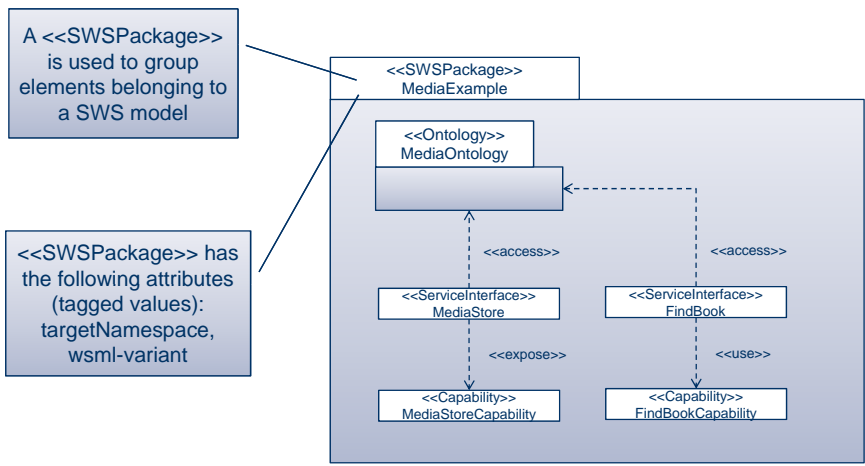 A <<SWSPackage>>
is used to group
elements belonging to
a SWS model
<<SWSPackage>> has
the following attributes
(tagged values):
targetNamespace,
wsml-variant
<<SWSPackage>>
MediaExample
<<Ontology>>
MediaOntology
<<access>>
<<access>>
<<ServiceInterface>>
MediaStore
<<ServiceInterface>>
FindBook
<<expose>>
<<use>>
<<Capability>>
MediaStoreCapability
<<Capability>>
FindBookCapability